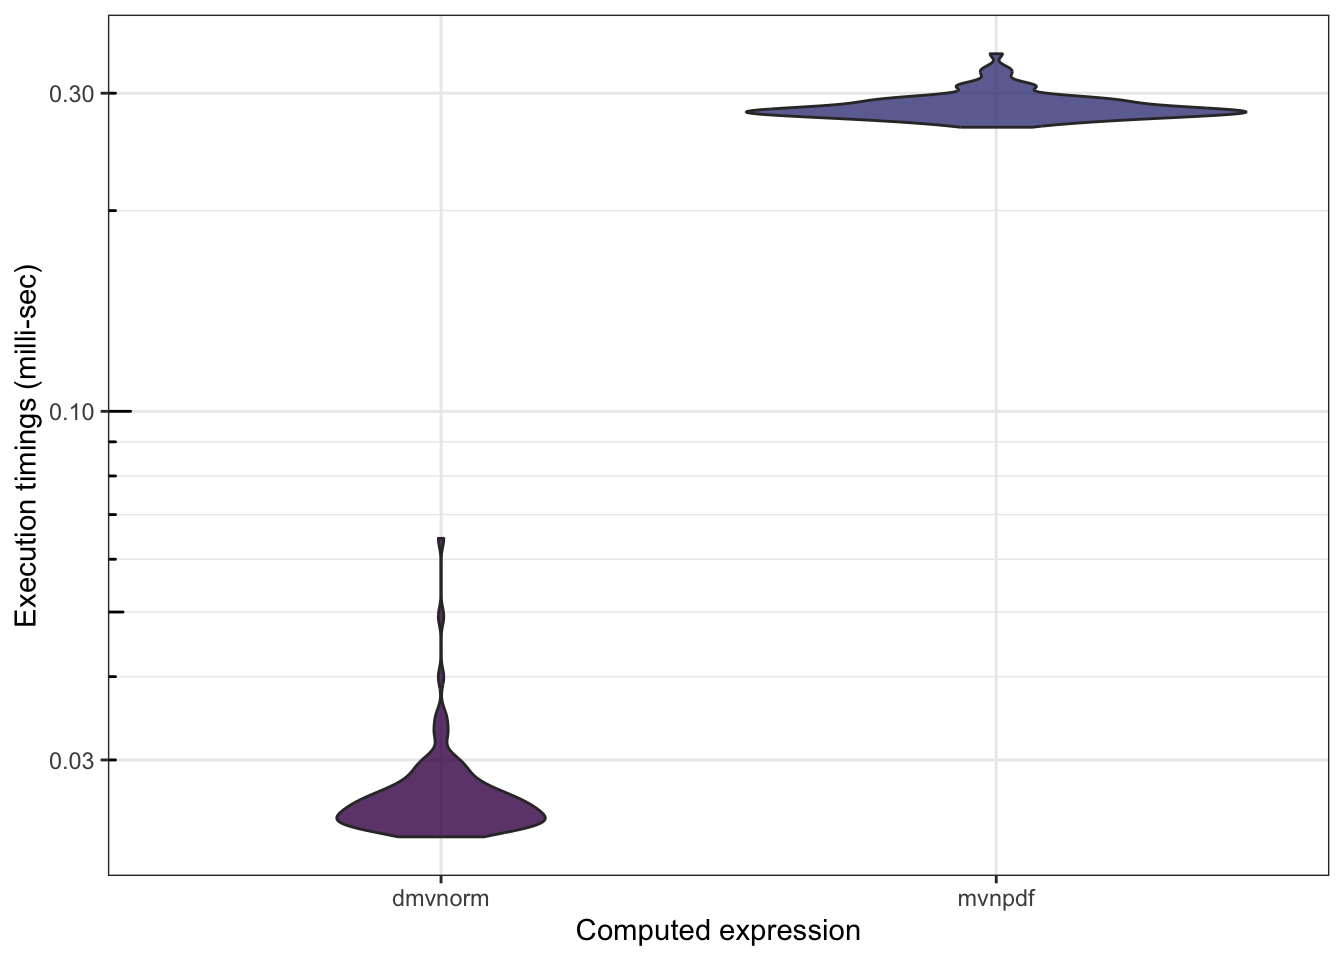 Execution timings (milli-sec)
0.30
0.10
0.03
dmvnorm
mvnpdf
Computed expression